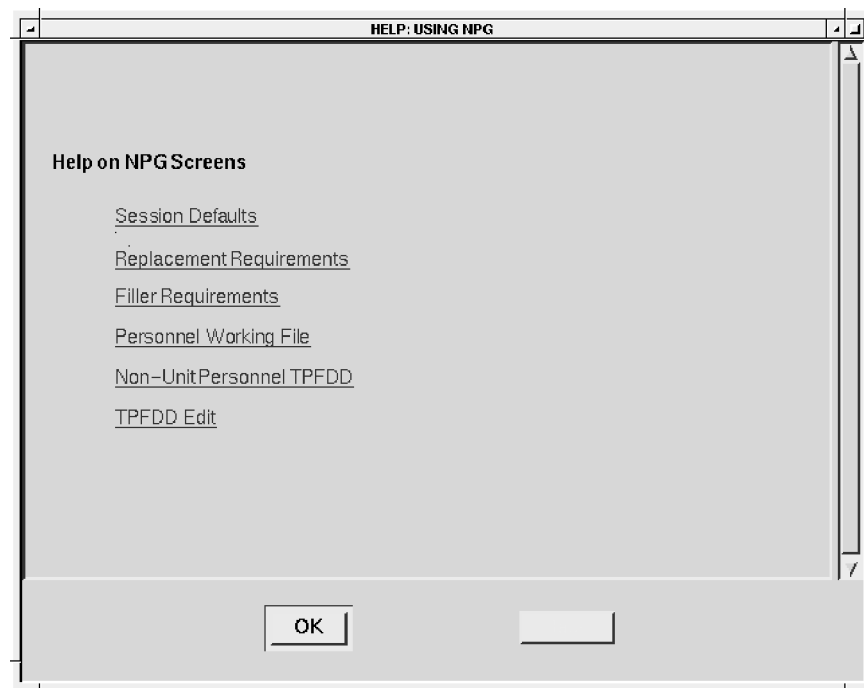 HELP: USING NPG
Help on NPG Screens
Session Defaults
Replacement Requirements
Filler Requirements
Personnel Working File
Non-Unit Personnel TPFDD
TPFDD Edit
OK